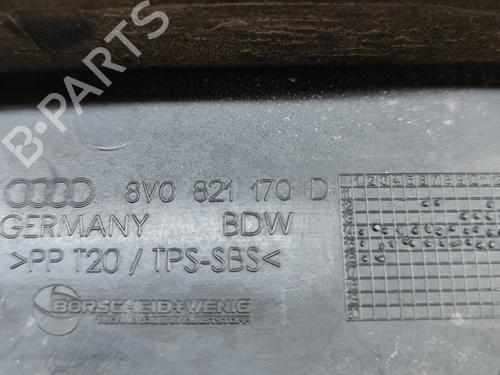 8V0 821 170 D
GERMANY BDW
>PP T20 / TPS-SBS<
BORSCHEID+WENIG
B-PARTS